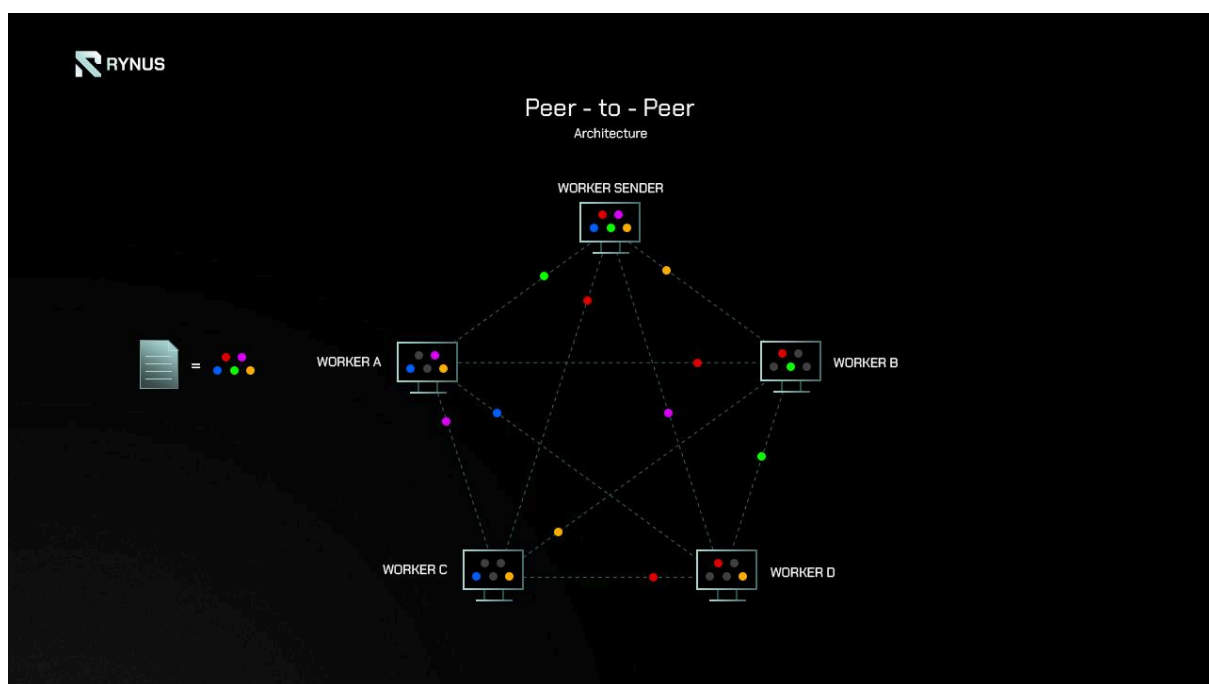 RYNUS
Peer - to - Peer
Architecture
WORKER SENDER
=
WORKER A
WORKER B
WORKER C
WORKER D